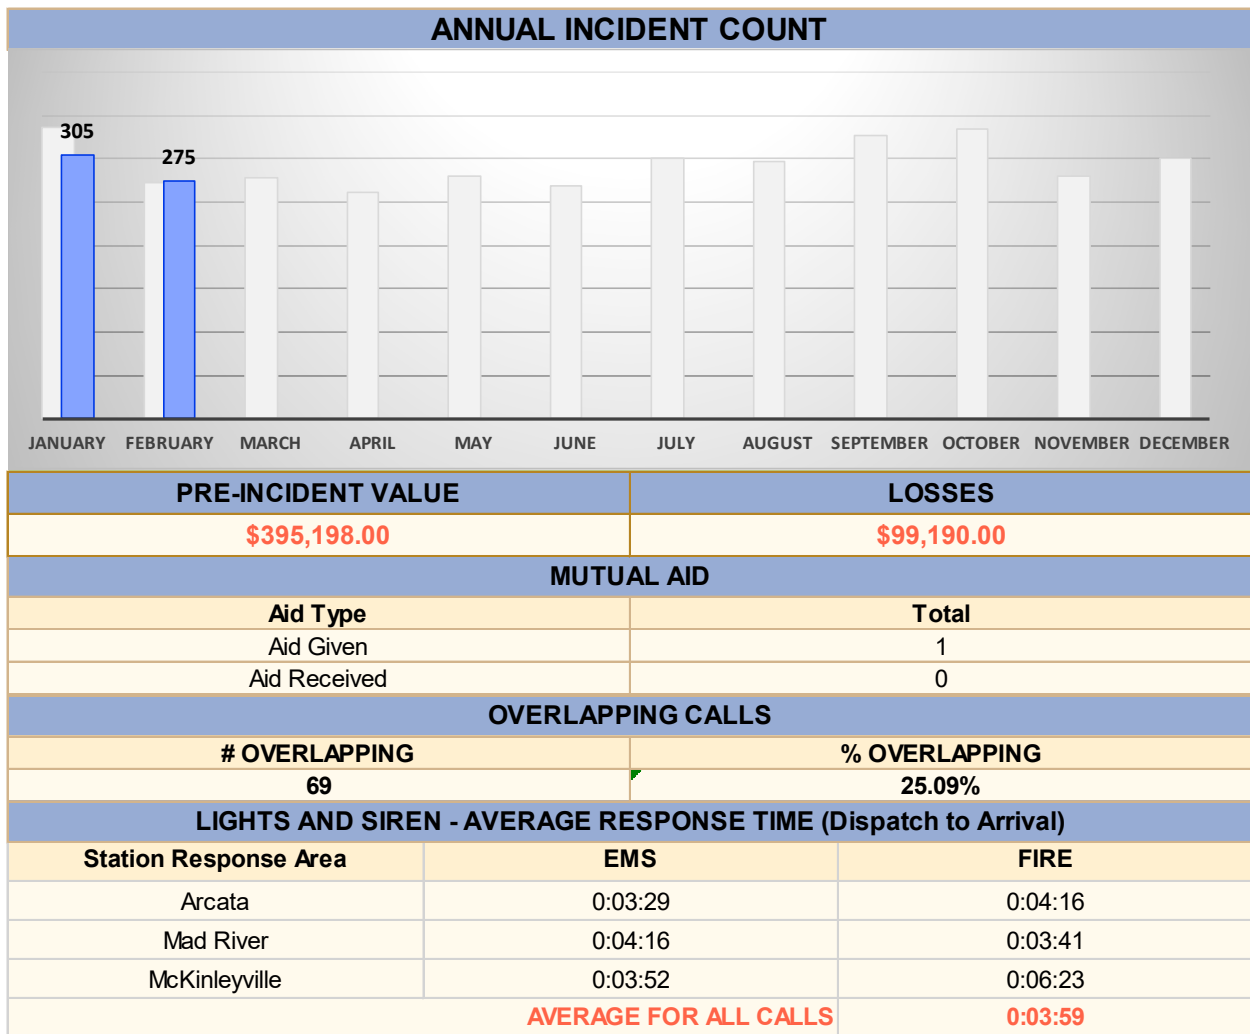 ANNUAL INCIDENT COUNT
305
275
JANUARY FEBRUARY MARCH APRIL MAY JUNE JULY AUGUST SEPTEMBER OCTOBER NOVEMBER DECEMBER
PRE-INCIDENT VALUE LOSSES
$395,198.00 $99,190.00
MUTUAL AID
Aid Type Total
Aid Given 1
Aid Received 0
OVERLAPPING CALLS
# OVERLAPPING % OVERLAPPING
69 25.09%
LIGHTS AND SIREN - AVERAGE RESPONSE TIME (Dispatch to Arrival)
Station Response Area EMS FIRE
Arcata 0:03:29 0:04:16
Mad River 0:04:16 0:03:41
McKinleyville 0:03:52 0:06:23
AVERAGE FOR ALL CALLS 0:03:59